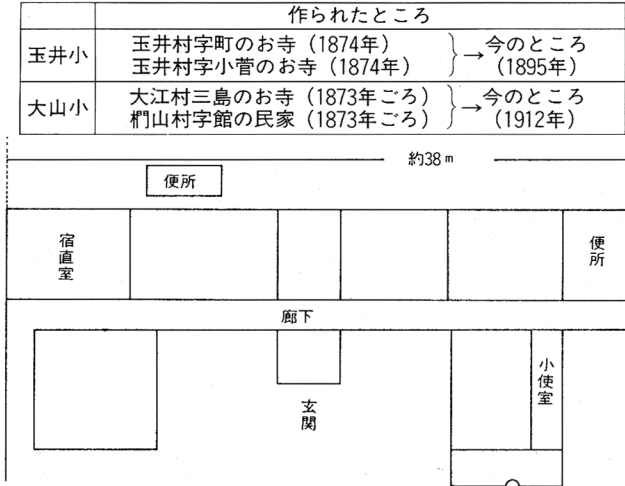 作られたところ
玉井小
玉井村字町のお寺（1874年）
玉井村字小菅のお寺（1874年）
→今のところ
（1895年）
大山小
大江村三島のお寺（1873年ごろ）
椚山村字館の民家（1873年ごろ）
→今のところ
（1912年）
約38m
便所
宿直室
便所
廊下
玄関
小使室